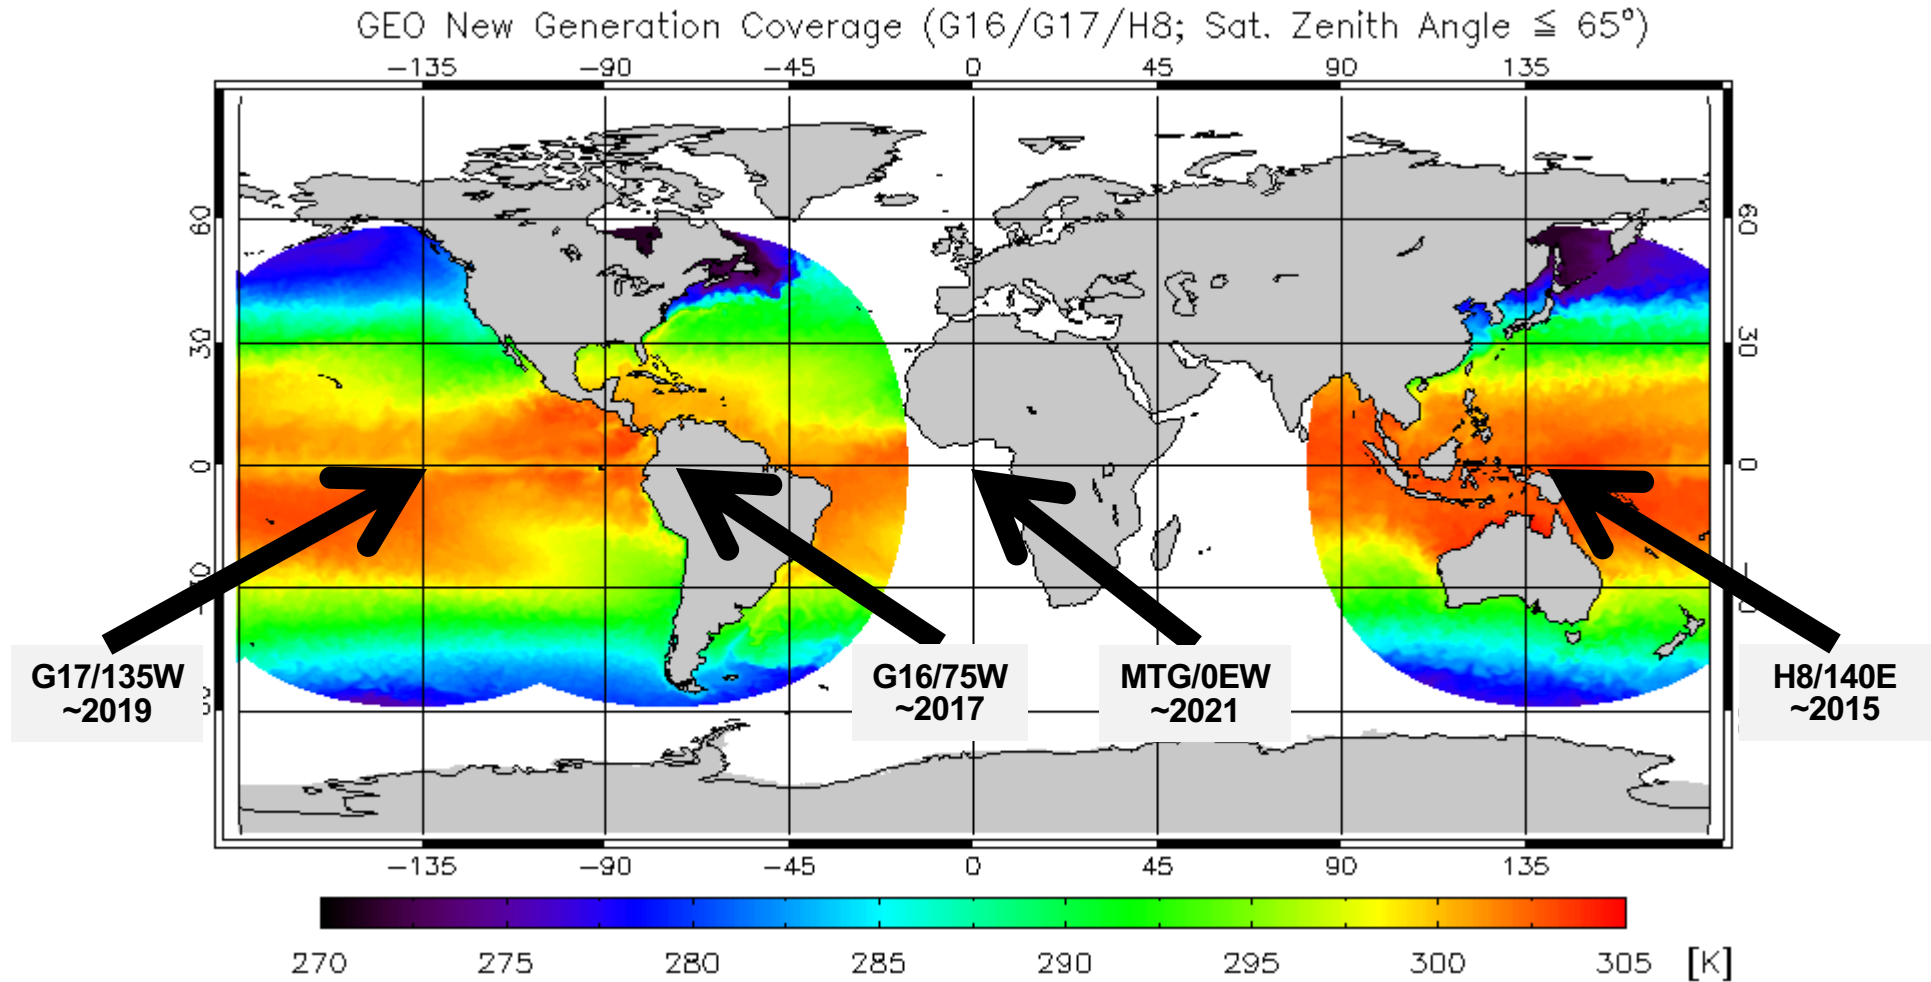 GEO New Generation Coverage (G16/G17/H8; Sat. Zenith Angle ≦ 65°)
−135 −90 −45 0 45 90 135
60 60
30 30
0 0
G17/135W
~2019
G16/75W
~2017
MTG/0EW
~2021
H8/140E
~2015
−135 −90 −45 0 45 90 135
270 275 280 285 290 295 300 305 [K]